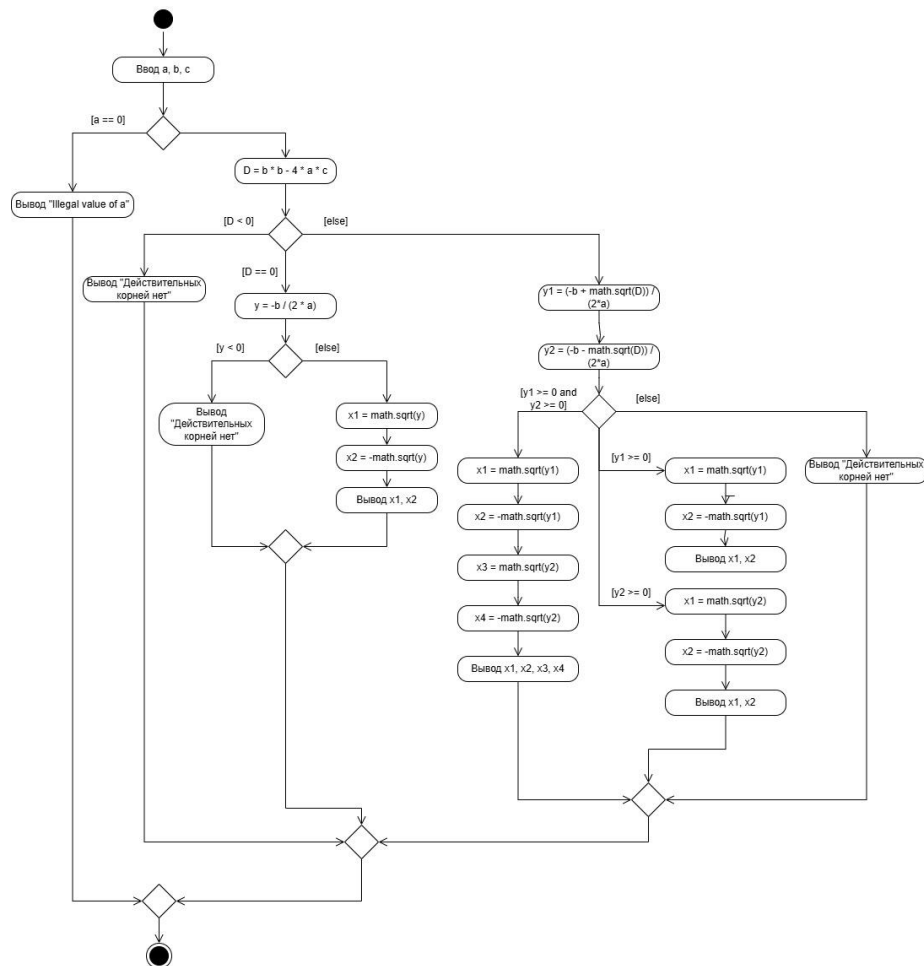 Ввод a, b, c
[a == 0]
D = b * b - 4 * a * c
Вывод "Illegal value of a"
[D < 0]
[else]
[D == 0]
Вывод "Действительных
корней нет"
y = -b / (2 * a)
y1 = (-b + math.sqrt(D)) /
(2*a)
[y < 0]
[else]
y2 = (-b - math.sqrt(D)) /
(2*a)
Вывод
"Действительных
корней нет"
x1 = math.sqrt(y)
x2 = -math.sqrt(y)
Вывод x1, x2
[y1 >= 0 and
y2 >= 0]
[else]
x1 = math.sqrt(y1)
x2 = -math.sqrt(y1)
x3 = math.sqrt(y2)
x4 = -math.sqrt(y2)
Вывод x1, x2, x3, x4
[y1 >= 0]
x1 = math.sqrt(y1)
x2 = -math.sqrt(y1)
Вывод x1, x2
[y2 >= 0]
x1 = math.sqrt(y2)
x2 = -math.sqrt(y2)
Вывод x1, x2
Вывод "Действительных
корней нет"